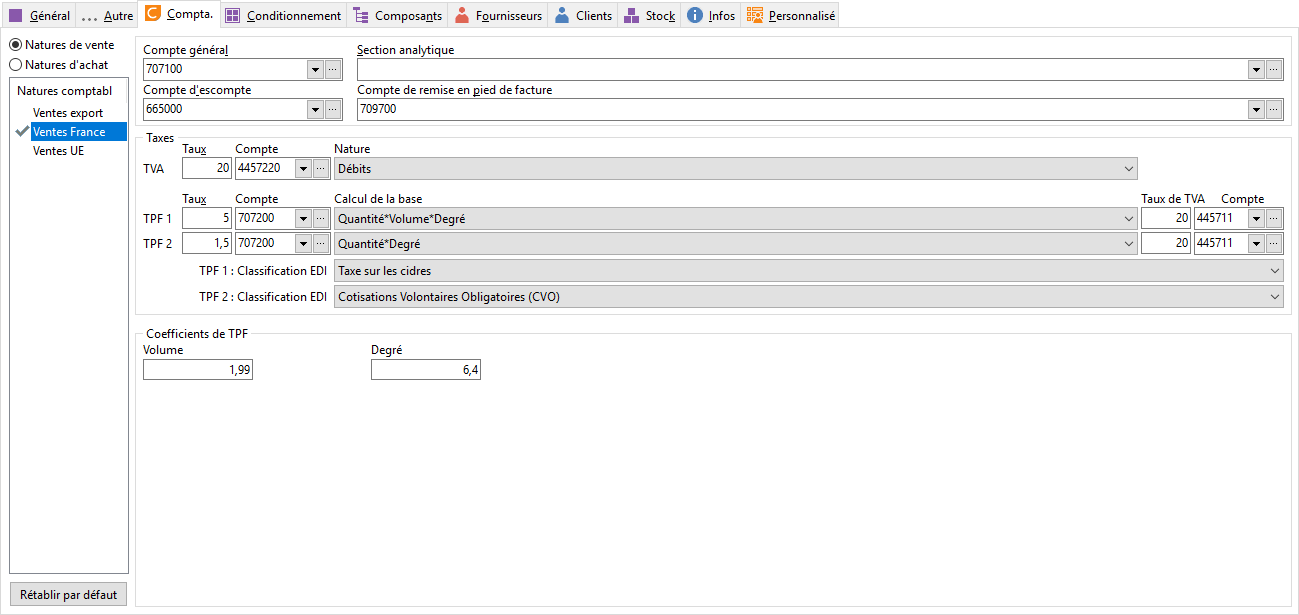 Général ... Autre Compta. Conditionnement Composants Fournisseurs Clients Stock Infos Personnalisé
Natures de vente
Natures d'achat
Natures comptabl
Ventes export
Ventes France
Ventes UE
Rétablir par défaut
Compte général Section analytique
707100
Compte d'escompte Compte de remise en pied de facture
665000 709700
Taxes
Taux Compte Nature
TVA 20 4457220 Débits
Taux Compte Calcul de la base Taux de TVA Compte
TPF 1 5 707200 Quantité*Volume*Degré 20 445711
TPF 2 1,5 707200 Quantité*Degré 20 445711
TPF 1 : Classification EDI Taxe sur les cidres
TPF 2 : Classification EDI Cotisations Volontaires Obligatoires (CVO)
Coefficients de TPF
Volume Degré
1,99 6,4